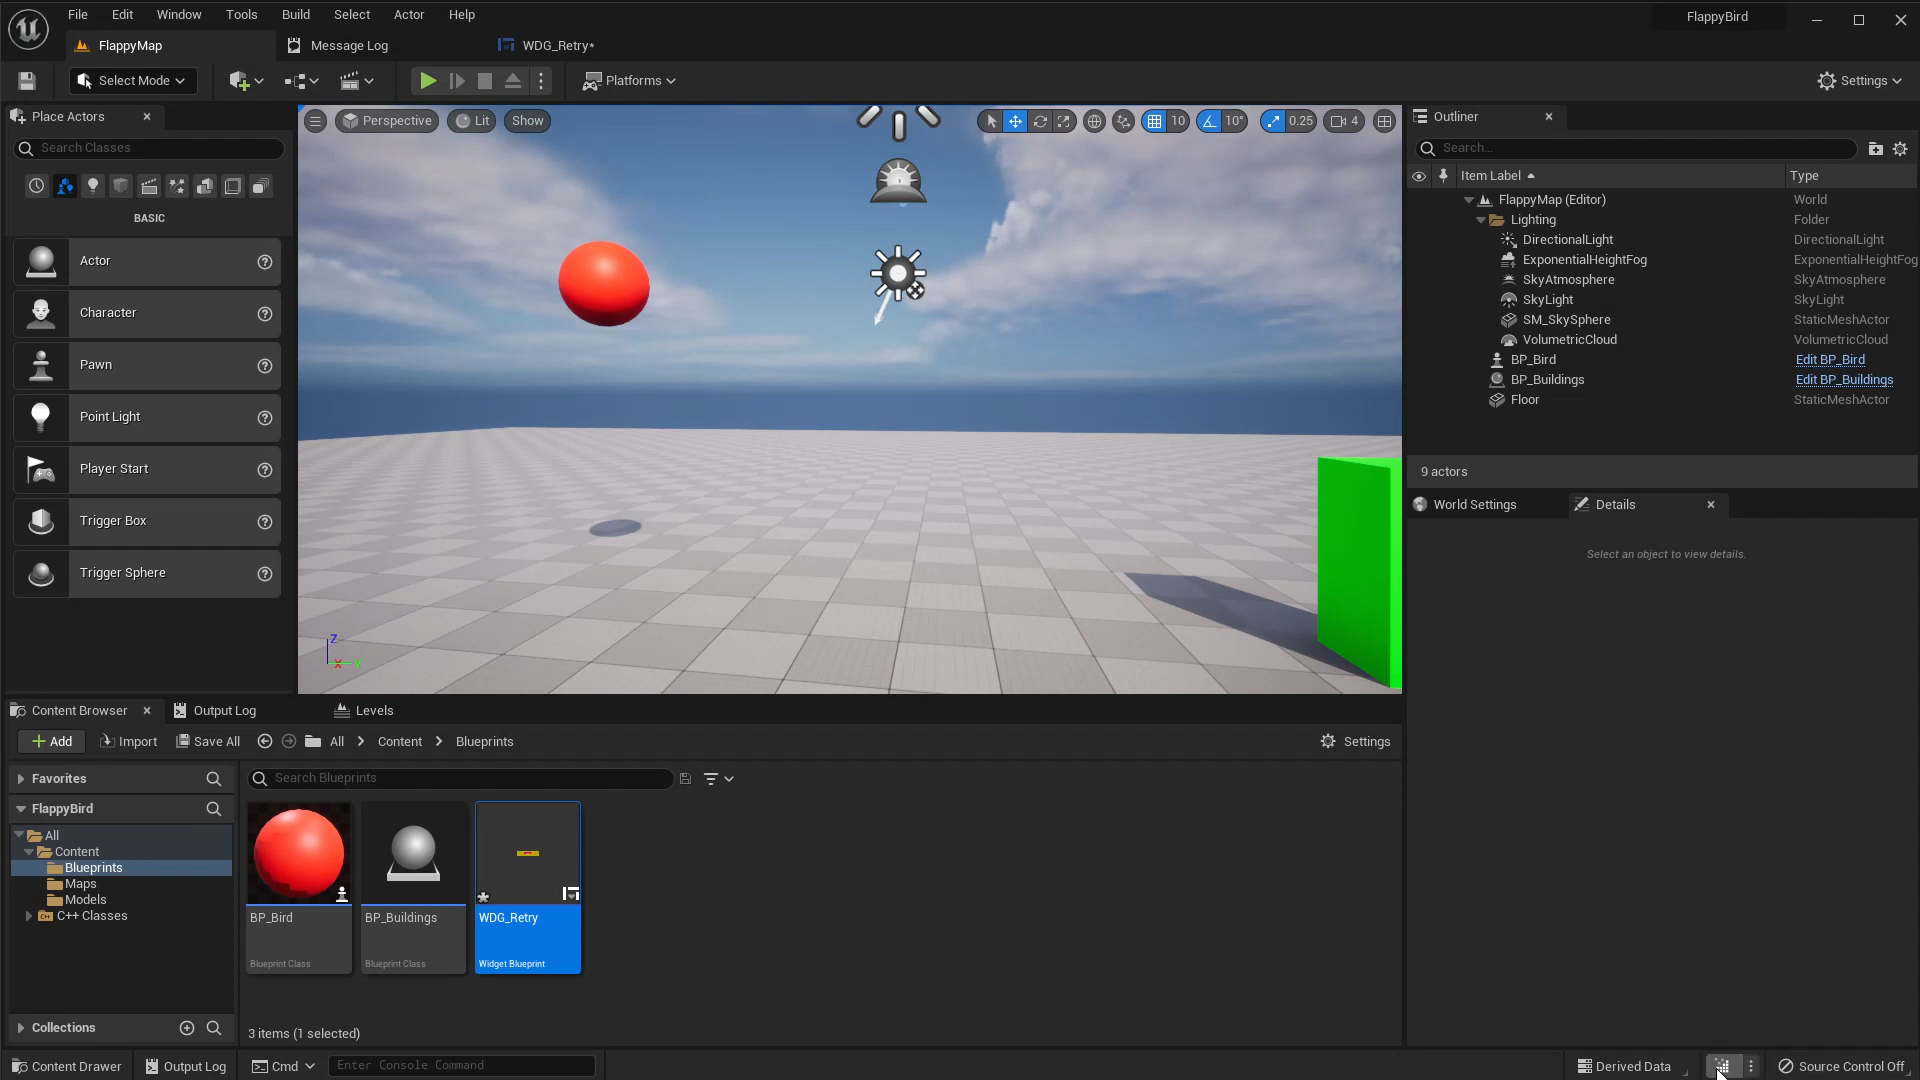 File Edit Window Tools Build Select Actor Help
FlappyBird
FlappyMap
Message Log
WDG_Retry*
Select Mode
Platforms
Settings
Place Actors
Search Classes
BASIC
Actor
Character
Pawn
Point Light
Player Start
Trigger Box
Trigger Sphere
Perspective
Lit
Show
10
10°
0.25
4
Z
X
Y
Outliner
Search...
Item Label
Type
FlappyMap (Editor) World
Lighting Folder
DirectionalLight DirectionalLight
ExponentialHeightFog ExponentialHeightFog
SkyAtmosphere SkyAtmosphere
SkyLight SkyLight
SM_SkySphere StaticMeshActor
VolumetricCloud VolumetricCloud
BP_Bird Edit BP_Bird
BP_Buildings Edit BP_Buildings
Floor StaticMeshActor
9 actors
World Settings
Details
Select an object to view details.
Content Browser
Output Log
Levels
Add
Import
Save All
All
Content
Blueprints
Settings
Favorites
Search Blueprints
FlappyBird
All
Content
Blueprints
Maps
Models
C++ Classes
Collections
BP_Bird
Blueprint Class
BP_Buildings
Blueprint Class
WDG_Retry
Widget Blueprint
3 items (1 selected)
Content Drawer
Output Log
Cmd
Enter Console Command
Derived Data
Source Control Off